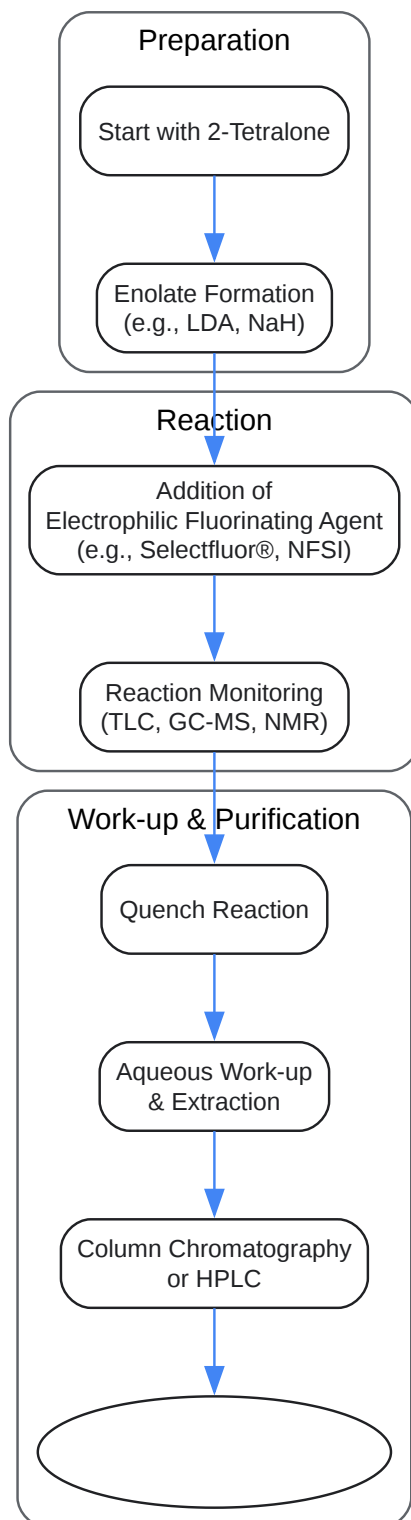 Preparation
Start with 2-Tetralone
Enolate Formation
(e.g., LDA, NaH)
Reaction
Addition of
Electrophilic Fluorinating Agent
(e.g., Selectfluor®, NFSI)
Reaction Monitoring
(TLC, GC-MS, NMR)
Work-up & Purification
Quench Reaction
Aqueous Work-up
& Extraction
Column Chromatography
or HPLC